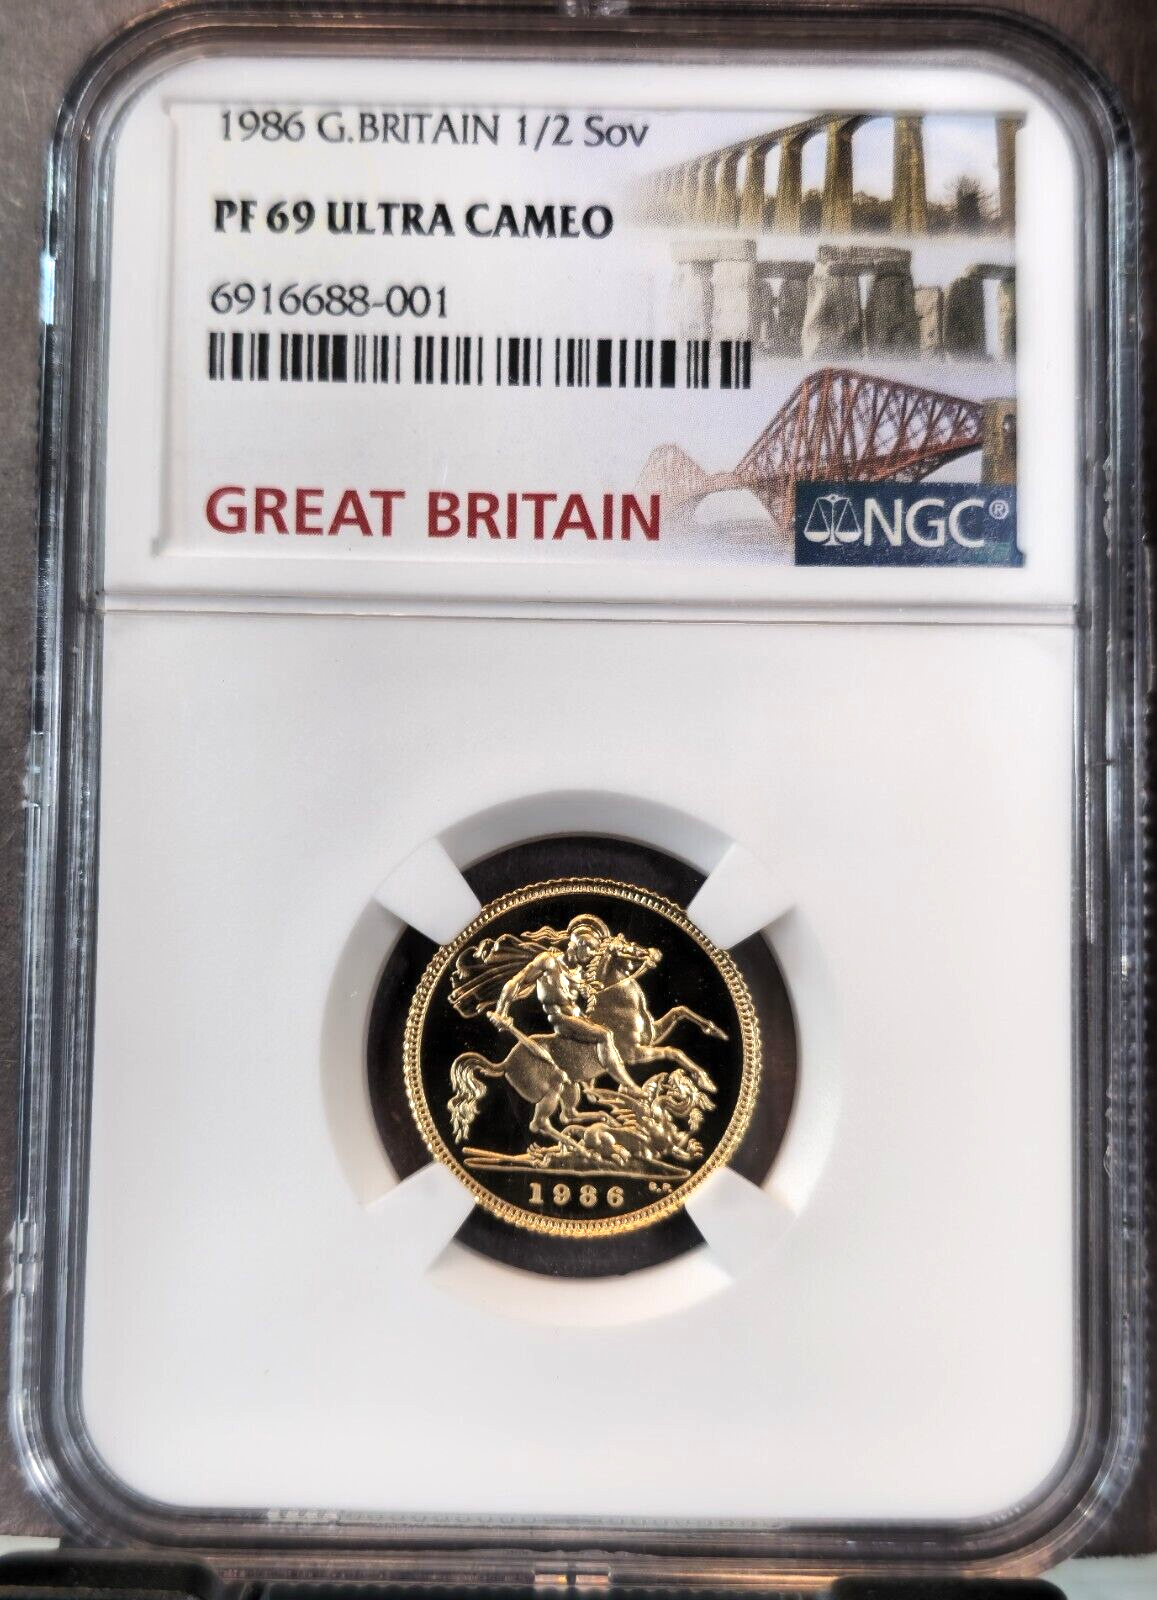 1986 G.BRITAIN 1/2 Sov
PF 69 ULTRA CAMEO
6916688-001
GREAT BRITAIN
NGC®
1986 B.P.